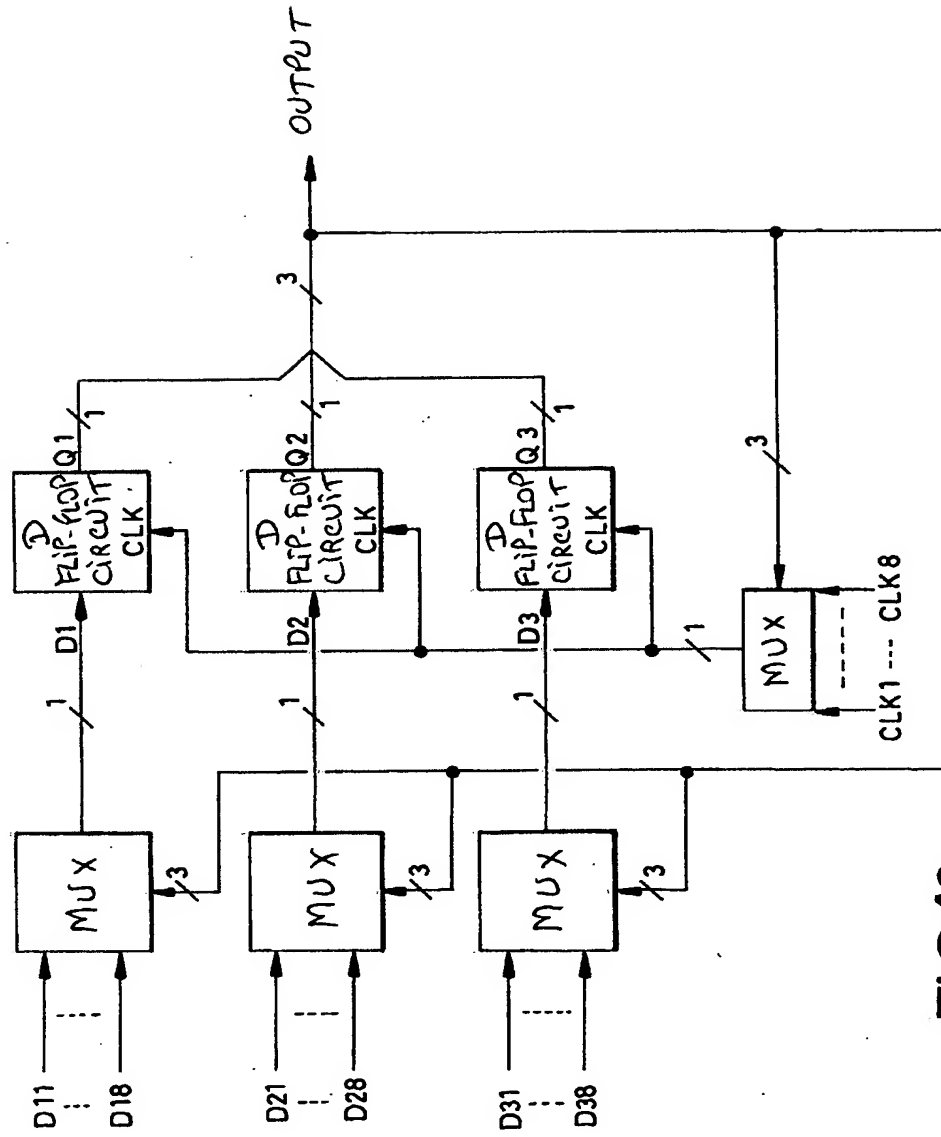 D11
D18
MUX
3
1
D1
D
FLIP-FLOP
CIRCUIT
CLK
Q1
1
D21
D28
MUX
3
1
D2
D
FLIP-FLOP
CIRCUIT
CLK
Q2
1
3
OUTPUT
D31
D38
MUX
3
1
D3
D
FLIP-FLOP
CIRCUIT
CLK
Q3
1
1
3
MUX
CLK1 --- CLK8